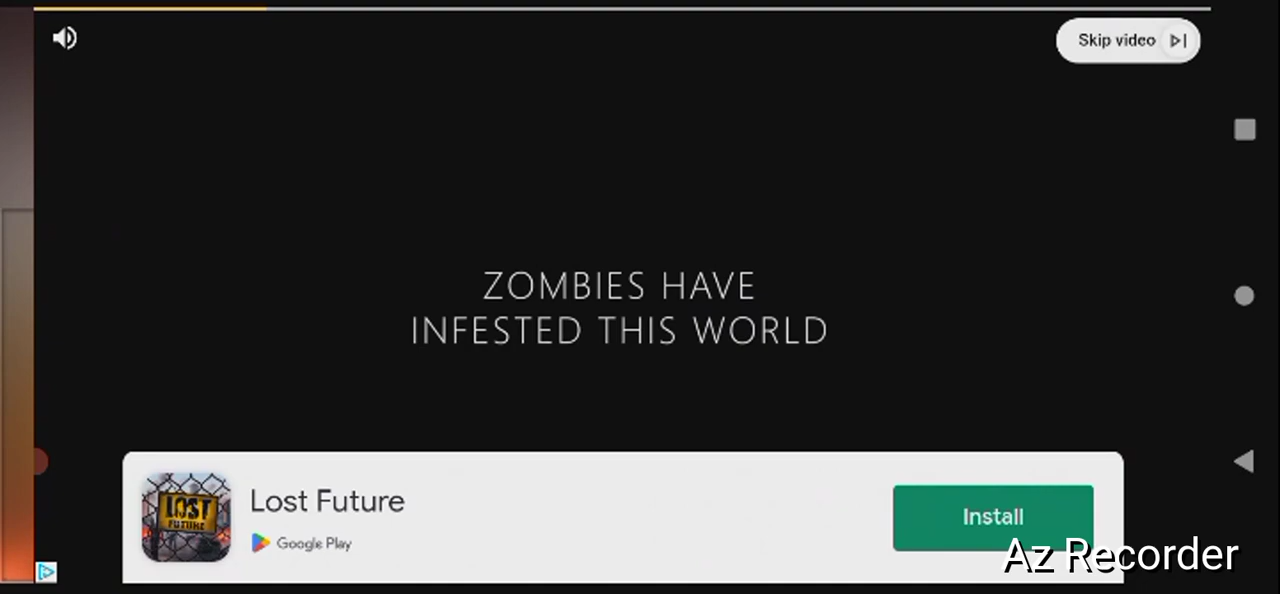 Skip video
ZOMBIES HAVE
INFESTED THIS WORLD
LOST
FUTURE
Lost Future
Google Play
Install
Az Recorder